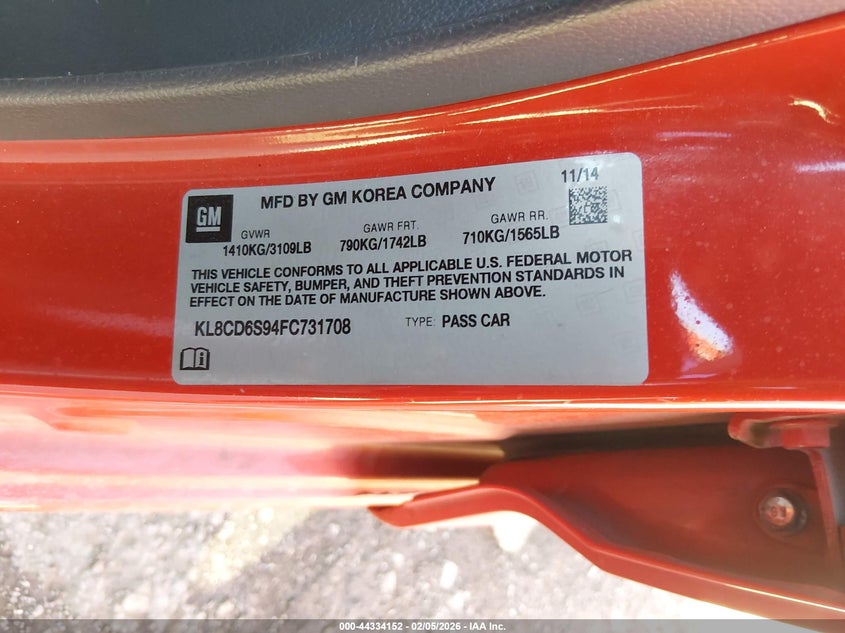 GM
MFD BY GM KOREA COMPANY
11/14
GVWR
1410KG/3109LB
GAWR FRT.
790KG/1742LB
GAWR RR.
710KG/1565LB
THIS VEHICLE CONFORMS TO ALL APPLICABLE U.S. FEDERAL MOTOR
VEHICLE SAFETY, BUMPER, AND THEFT PREVENTION STANDARDS IN
EFFECT ON THE DATE OF MANUFACTURE SHOWN ABOVE.
KL8CD6S94FC731708
TYPE: PASS CAR
000-44334152 - 02/05/2026 - IAA Inc.